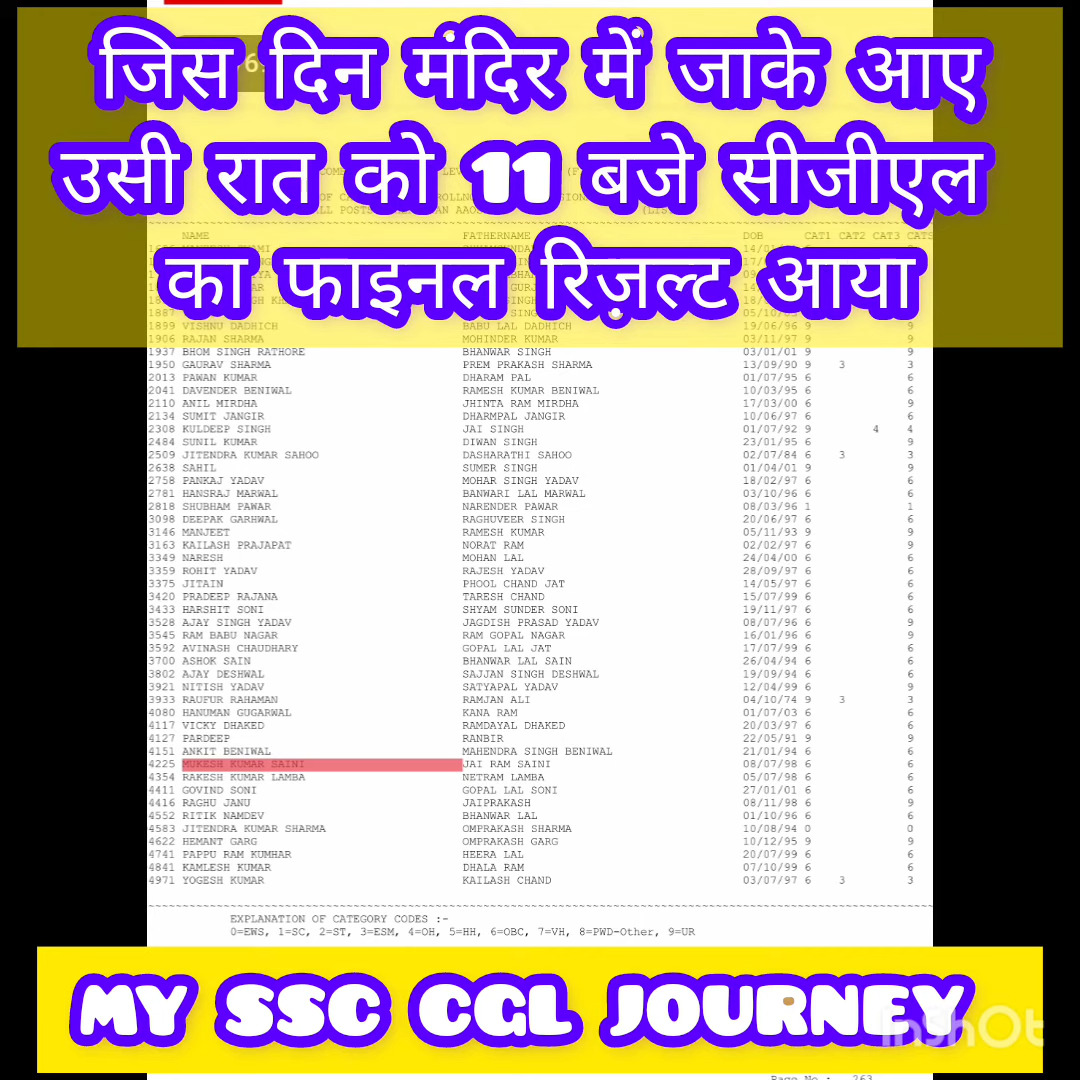 जिस दिन मंदिर में जाके आए
उसी रात को 11 बजे सीजीएल
का फाइनल रिज़ल्ट आया
NAME FATHERNAME DOB CAT1 CAT2 CAT3 CATS
1899 VISHNU DADHICH BABU LAL DADHICH 19/06/96 9 9
1906 RAJAN SHARMA MOHINDER KUMAR 03/11/97 9 9
1937 BHOM SINGH RATHORE BHANWAR SINGH 03/01/01 9 9
1950 GAURAV SHARMA PREM PRAKASH SHARMA 13/09/90 9 3 3
2013 PAWAN KUMAR DHARAM PAL 01/07/95 6 6
2041 DAVENDER BENIWAL RAMESH KUMAR BENIWAL 10/03/95 6 6
2110 ANIL MIRDHA JHINTA RAM MIRDHA 17/03/00 6 9
2134 SUMIT JANGIR DHARMPAL JANGIR 10/06/97 6 6
2308 KULDEEP SINGH JAI SINGH 01/07/92 9 4 4
2484 SUNIL KUMAR DIWAN SINGH 23/01/95 6 9
2509 JITENDRA KUMAR SAHOO DASHARATHI SAHOO 02/07/84 6 3 3
2638 SAHIL SUMER SINGH 01/04/01 9 9
2758 PANKAJ YADAV MOHAR SINGH YADAV 18/02/97 6 6
2781 HANSRAJ MARWAL BANWARI LAL MARWAL 03/10/96 6 6
2818 SHUBHAM PAWAR NARENDER PAWAR 08/03/96 1 1
3098 DEEPAK GARHWAL RAGHUVEER SINGH 20/06/97 6 6
3146 MANJEET RAMESH KUMAR 05/11/93 9 9
3163 KAILASH PRAJAPAT NORAT RAM 02/02/97 6 9
3349 NARESH MOHAN LAL 24/04/00 6 6
3359 ROHIT YADAV RAJESH YADAV 28/09/97 6 6
3375 JITAIN PHOOL CHAND JAT 14/05/97 6 6
3420 PRADEEP RAJANA TARESH CHAND 15/07/99 6 6
3433 HARSHIT SONI SHYAM SUNDER SONI 19/11/97 6 6
3528 AJAY SINGH YADAV JAGDISH PRASAD YADAV 08/07/96 6 9
3545 RAM BABU NAGAR RAM GOPAL NAGAR 16/01/96 6 9
3592 AVINASH CHAUDHARY GOPAL LAL JAT 17/07/99 6 6
3700 ASHOK SAIN BHANWAR LAL SAIN 26/04/94 6 6
3802 AJAY DESHWAL SAJJAN SINGH DESHWAL 19/09/94 6 6
3921 NITISH YADAV SATYAPAL YADAV 12/04/99 6 9
3933 RAUFUR RAHAMAN RAMJAN ALI 04/10/74 9 3 3
4080 HANUMAN GUGARWAL KANA RAM 01/07/03 6 6
4117 VICKY DHAKED RAMDAYAL DHAKED 20/03/97 6 6
4127 PARDEEP RANBIR 22/05/91 9 9
4151 ANKIT BENIWAL MAHENDRA SINGH BENIWAL 21/01/94 6 6
4225 MUKESH KUMAR SAINI JAI RAM SAINI 08/07/98 6 6
4354 RAKESH KUMAR LAMBA NETRAM LAMBA 05/07/98 6 6
4411 GOVIND SONI GOPAL LAL SONI 27/01/01 6 6
4416 RAGHU JANU JAIPRAKASH 08/11/98 6 9
4552 RITIK NAMDEV BHANWAR LAL 01/10/96 6 6
4583 JITENDRA KUMAR SHARMA OMPRAKASH SHARMA 10/08/94 0 0
4622 HEMANT GARG OMPRAKASH GARG 10/12/95 9 9
4741 PAPPU RAM KUMHAR HEERA LAL 20/07/99 6 6
4841 KAMLESH KUMAR DHALA RAM 07/10/99 6 6
4971 YOGESH KUMAR KAILASH CHAND 03/07/97 6 3 3
EXPLANATION OF CATEGORY CODES :-
0=EWS, 1=SC, 2=ST, 3=ESM, 4=OH, 5=HH, 6=OBC, 7=VH, 8=PWD-Other, 9=UR
MY SSC CGL JOURNEY
InshOt
Page No : 263